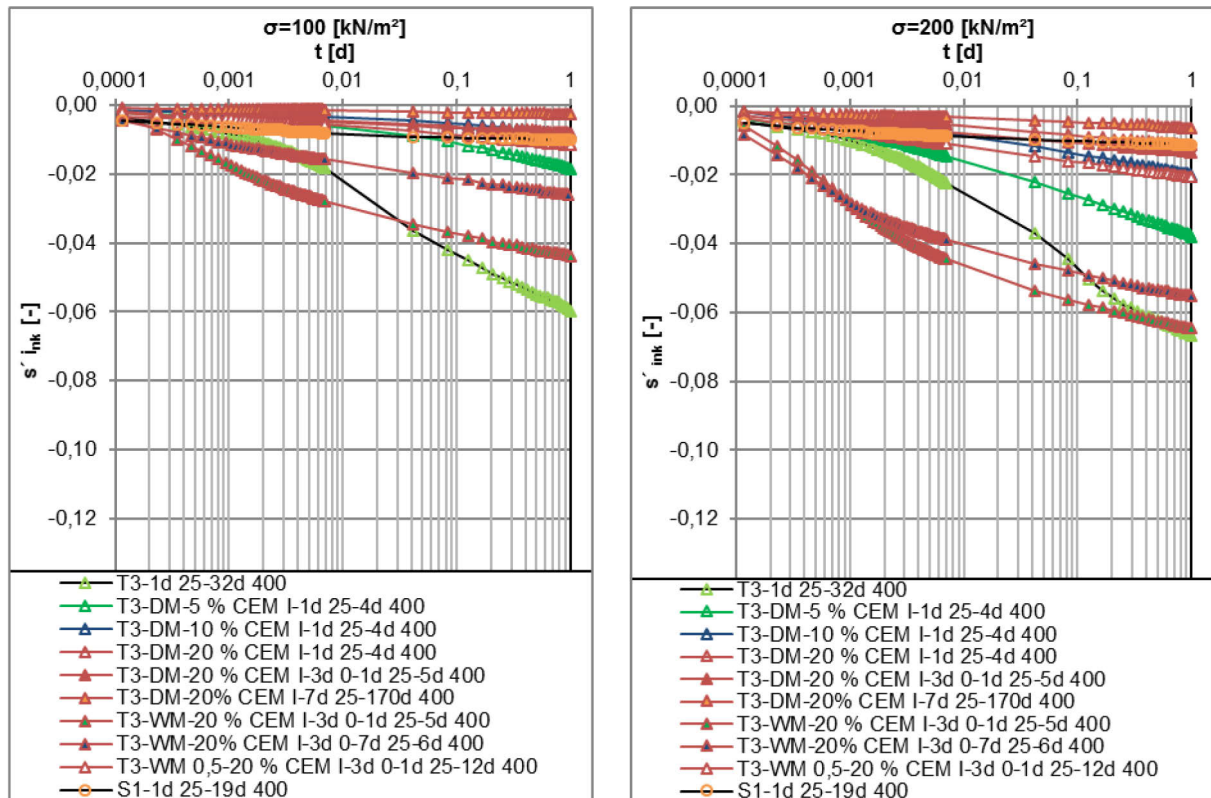 σ=100 [kN/m²]
t [d]
0,0001 0,001 0,01 0,1 1
0,00
-0,02
-0,04
-0,06
-0,08
-0,10
-0,12
s´ ink [-]
T3-1d 25-32d 400
T3-DM-5 % CEM I-1d 25-4d 400
T3-DM-10 % CEM I-1d 25-4d 400
T3-DM-20 % CEM I-1d 25-4d 400
T3-DM-20 % CEM I-3d 0-1d 25-5d 400
T3-DM-20% CEM I-7d 25-170d 400
T3-WM-20 % CEM I-3d 0-1d 25-5d 400
T3-WM-20% CEM I-3d 0-7d 25-6d 400
T3-WM 0,5-20 % CEM I-3d 0-1d 25-12d 400
S1-1d 25-19d 400
σ=200 [kN/m²]
t [d]
0,0001 0,001 0,01 0,1 1
0,00
-0,02
-0,04
-0,06
-0,08
-0,10
-0,12
s´ ink [-]
T3-1d 25-32d 400
T3-DM-5 % CEM I-1d 25-4d 400
T3-DM-10 % CEM I-1d 25-4d 400
T3-DM-20 % CEM I-1d 25-4d 400
T3-DM-20 % CEM I-3d 0-1d 25-5d 400
T3-DM-20% CEM I-7d 25-170d 400
T3-WM-20 % CEM I-3d 0-1d 25-5d 400
T3-WM-20% CEM I-3d 0-7d 25-6d 400
T3-WM 0,5-20 % CEM I-3d 0-1d 25-12d 400
S1-1d 25-19d 400